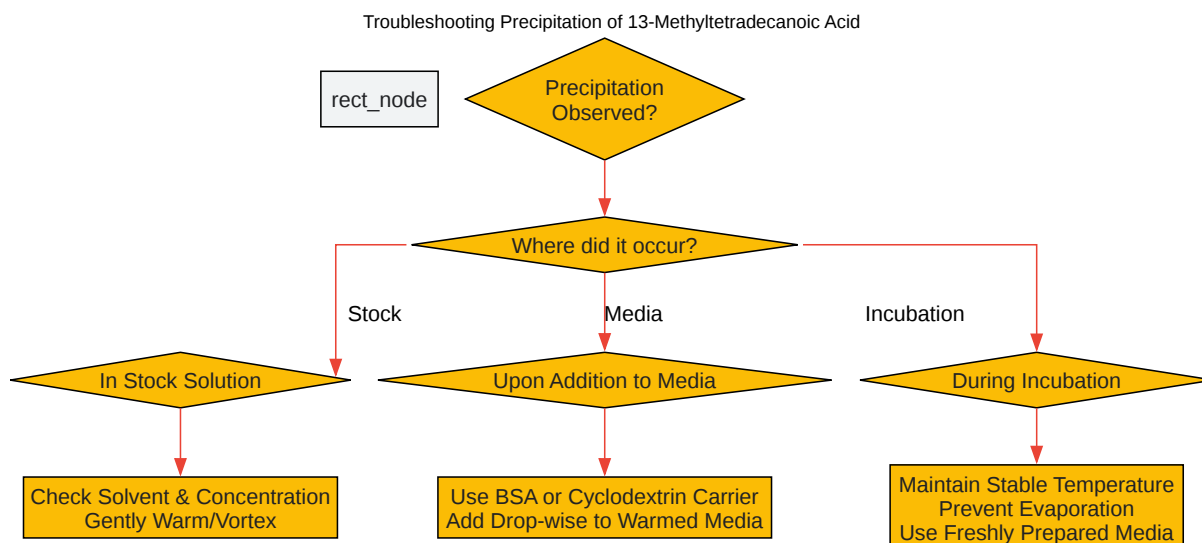 Troubleshooting Precipitation of 13-Methyltetradecanoic Acid
rect_node
Precipitation
Observed?
Where did it occur?
Stock
Media
Incubation
In Stock Solution
Upon Addition to Media
During Incubation
Check Solvent & Concentration
Gently Warm/Vortex
Use BSA or Cyclodextrin Carrier
Add Drop-wise to Warmed Media
Maintain Stable Temperature
Prevent Evaporation
Use Freshly Prepared Media